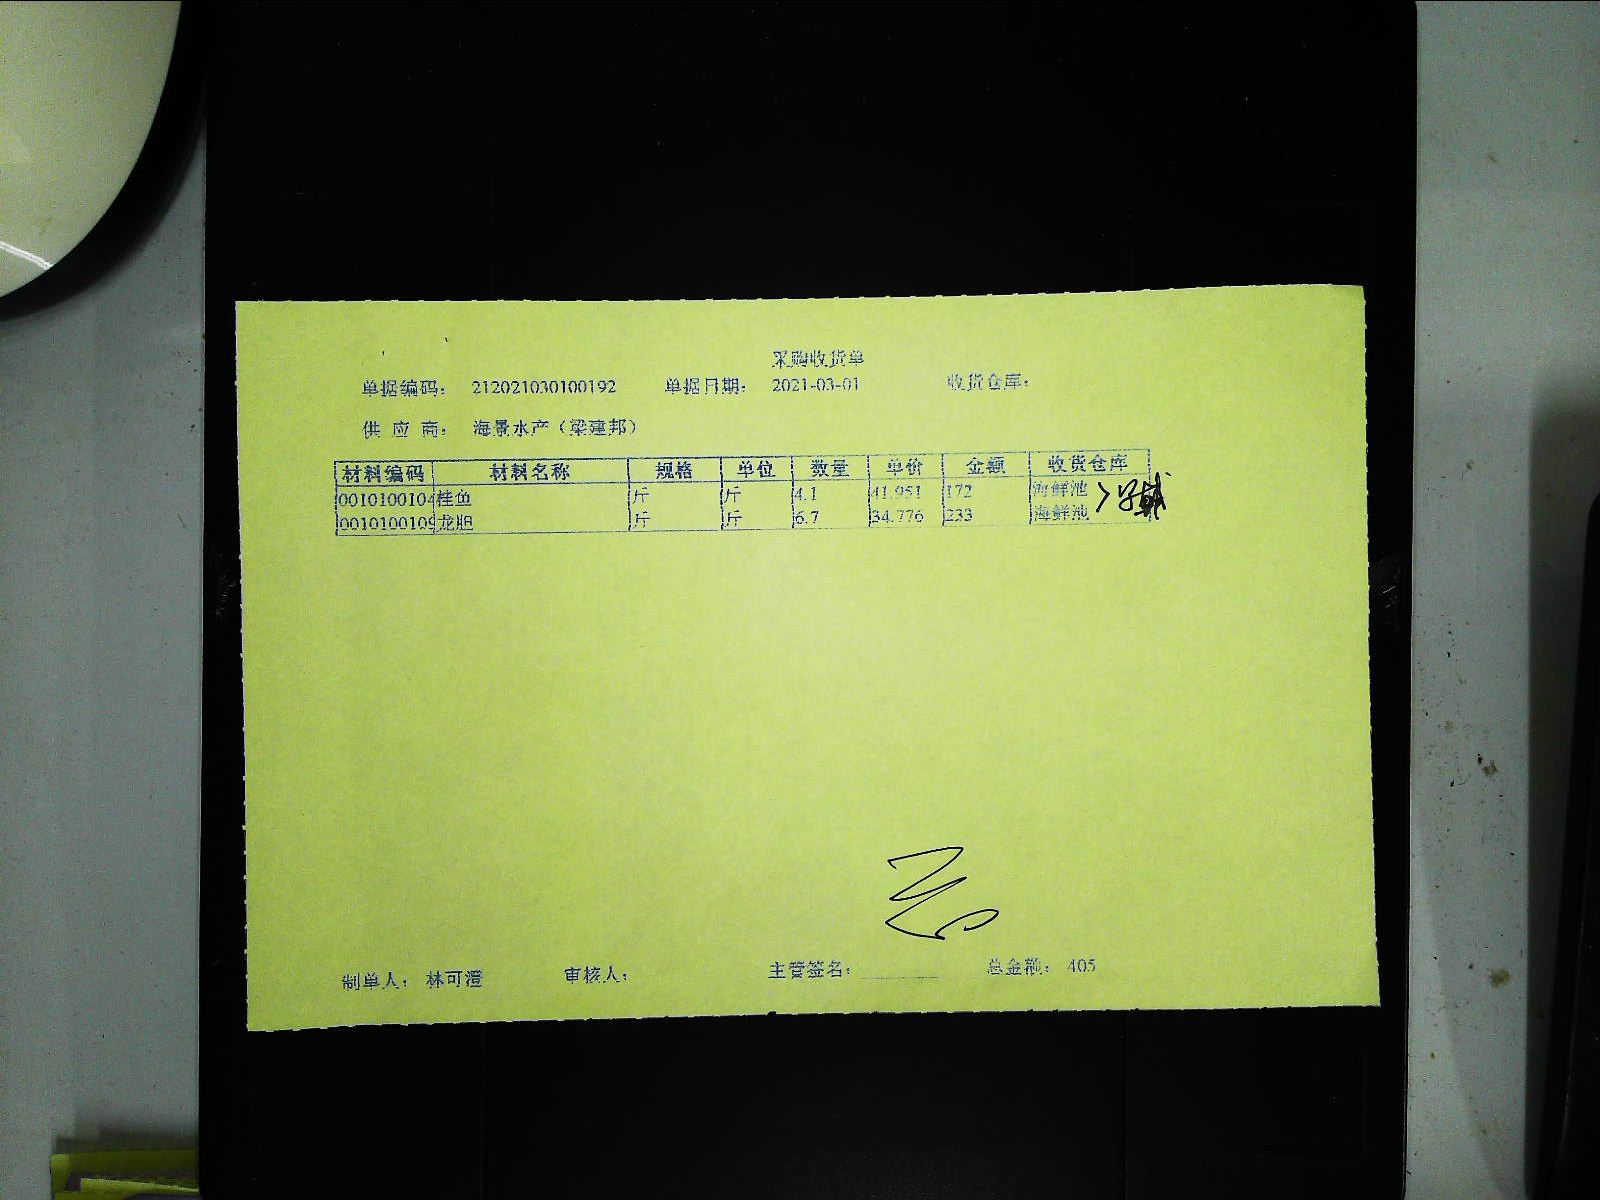 采购收货单
单据编码： 212021030100192 单据日期： 2021-03-01 收货仓库：
供 应 商： 海景水产（梁建邦）
材料编码 材料名称 规格 单位 数量 单价 金额 收货仓库
0010100104 桂鱼 斤 斤 4.1 41.951 172 海鲜池
0010100109 龙胆 斤 斤 6.7 34.776 233 海鲜池
制单人： 林可澄 审核人： 主管签名： 总金额： 405